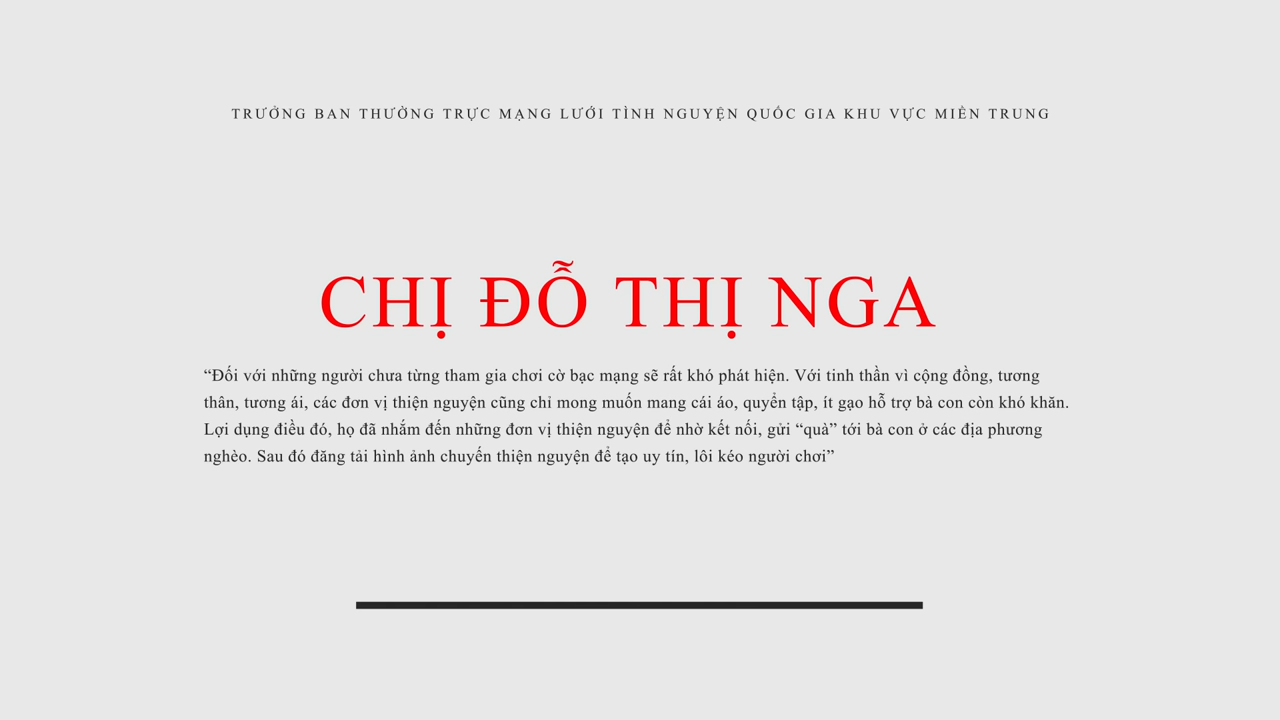 TRƯỞNG BAN THƯỜNG TRỰC MẠNG LƯỚI TÌNH NGUYỆN QUỐC GIA KHU VỰC MIỀN TRUNG
CHỊ ĐỖ THỊ NGA
“Đối với những người chưa từng tham gia chơi cờ bạc mạng sẽ rất khó phát hiện. Với tinh thần vì cộng đồng, tương
thân, tương ái, các đơn vị thiện nguyện cũng chỉ mong muốn mang cái áo, quyển tập, ít gạo hỗ trợ bà con còn khó khăn.
Lợi dụng điều đó, họ đã nhắm đến những đơn vị thiện nguyện để nhờ kết nối, gửi “quà” tới bà con ở các địa phương
nghèo. Sau đó đăng tải hình ảnh chuyến thiện nguyện để tạo uy tín, lôi kéo người chơi”